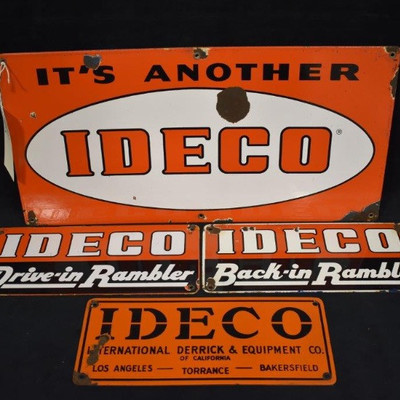 IT'S ANOTHER
IDECO®
IDECO
Drive-in Rambler
IDECO
Back-in Rambl
IDECO
INTERNATIONAL DERRICK & EQUIPMENT CO.
OF CALIFORNIA
LOS ANGELES — TORRANCE — BAKERSFIELD